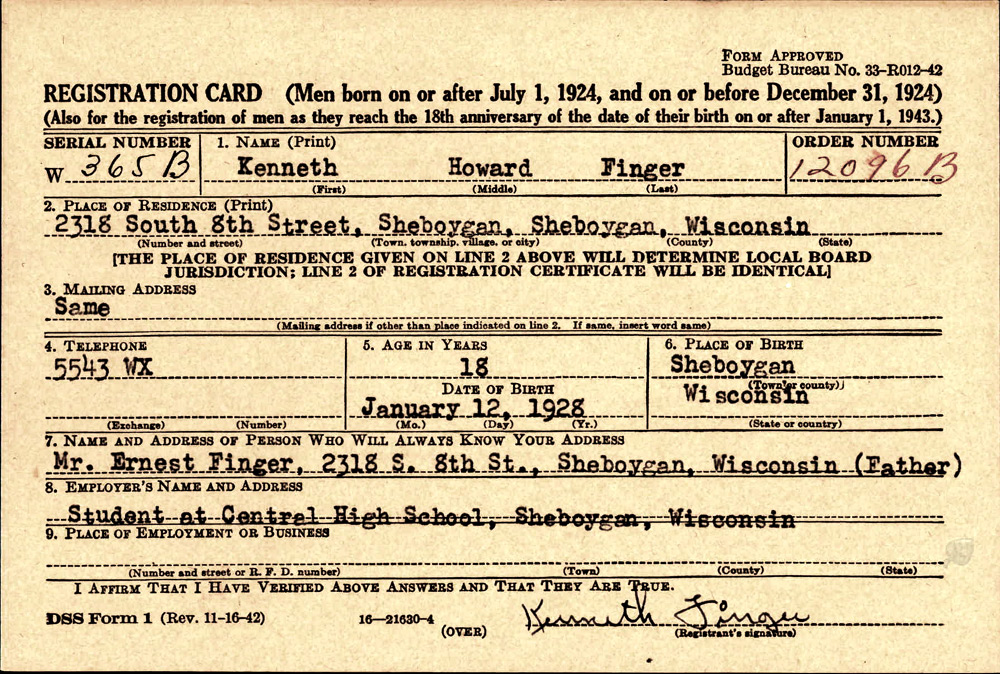 FORM APPROVED
Budget Bureau No. 33-R012-42
REGISTRATION CARD (Men born on or after July 1, 1924, and on or before December 31, 1924)
(Also for the registration of men as they reach the 18th anniversary of the date of their birth on or after January 1, 1943.)
SERIAL NUMBER 1. NAME (Print) ORDER NUMBER
W 365 B Kenneth Howard Finger 12096 B
(First) (Middle) (Last)
2. PLACE OF RESIDENCE (Print)
2318 South 8th Street, Sheboygan, Sheboygan, Wisconsin
(Number and street) (Town, township, village, or city) (County) (State)
[THE PLACE OF RESIDENCE GIVEN ON LINE 2 ABOVE WILL DETERMINE LOCAL BOARD
JURISDICTION; LINE 2 OF REGISTRATION CERTIFICATE WILL BE IDENTICAL]
3. MAILING ADDRESS
Same
(Mailing address if other than place indicated on line 2. If same, insert word same)
4. TELEPHONE 5. AGE IN YEARS 6. PLACE OF BIRTH
5543 WX 18 Sheboygan
DATE OF BIRTH (Town or county)
Wisconsin
January 12, 1928
(Exchange) (Number) (Mo.) (Day) (Yr.) (State or country)
7. NAME AND ADDRESS OF PERSON WHO WILL ALWAYS KNOW YOUR ADDRESS
Mr. Ernest Finger, 2318 S. 8th St., Sheboygan, Wisconsin (Father)
8. EMPLOYER'S NAME AND ADDRESS
Student at Central High School, Sheboygan, Wisconsin
9. PLACE OF EMPLOYMENT OR BUSINESS
(Number and street or R. F. D. number) (Town) (County) (State)
I AFFIRM THAT I HAVE VERIFIED ABOVE ANSWERS AND THAT THEY ARE TRUE.
DSS Form 1 (Rev. 11-16-42) 16—21630-4 Kenneth Finger
(OVER) (Registrant's signature)